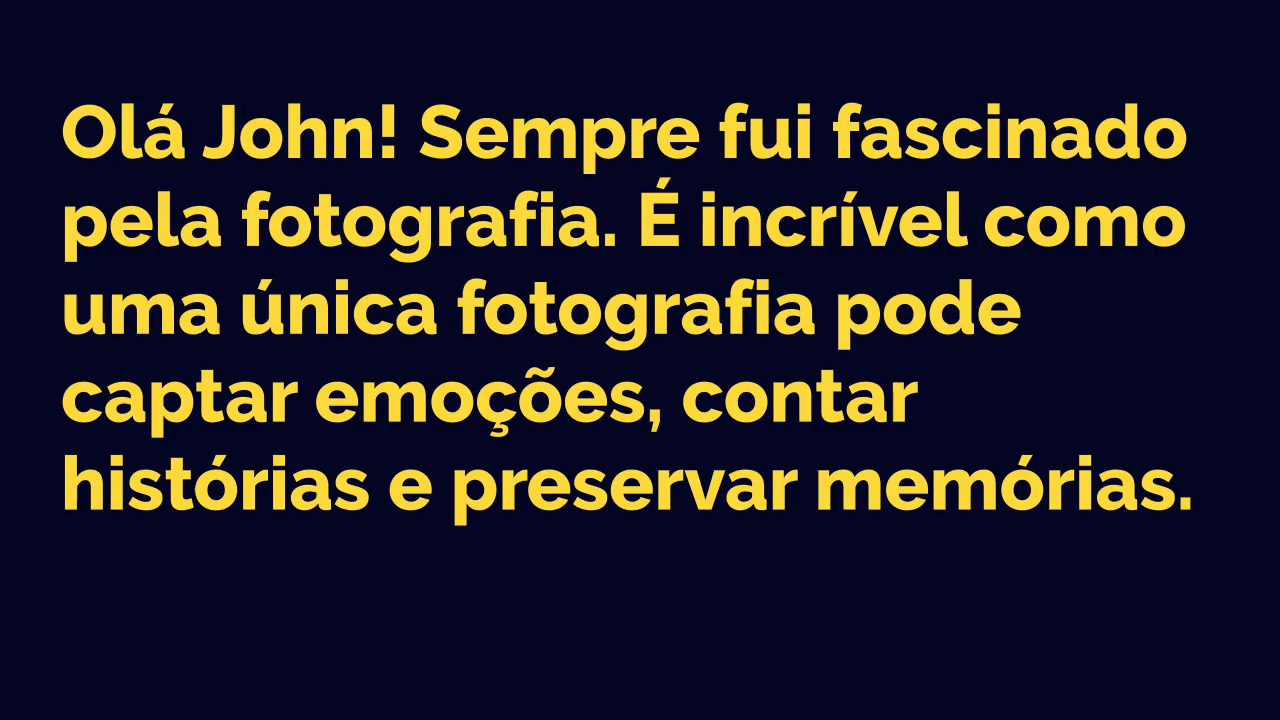 Olá John! Sempre fui fascinado
pela fotografia. É incrível como
uma única fotografia pode
captar emoções, contar
histórias e preservar memórias.